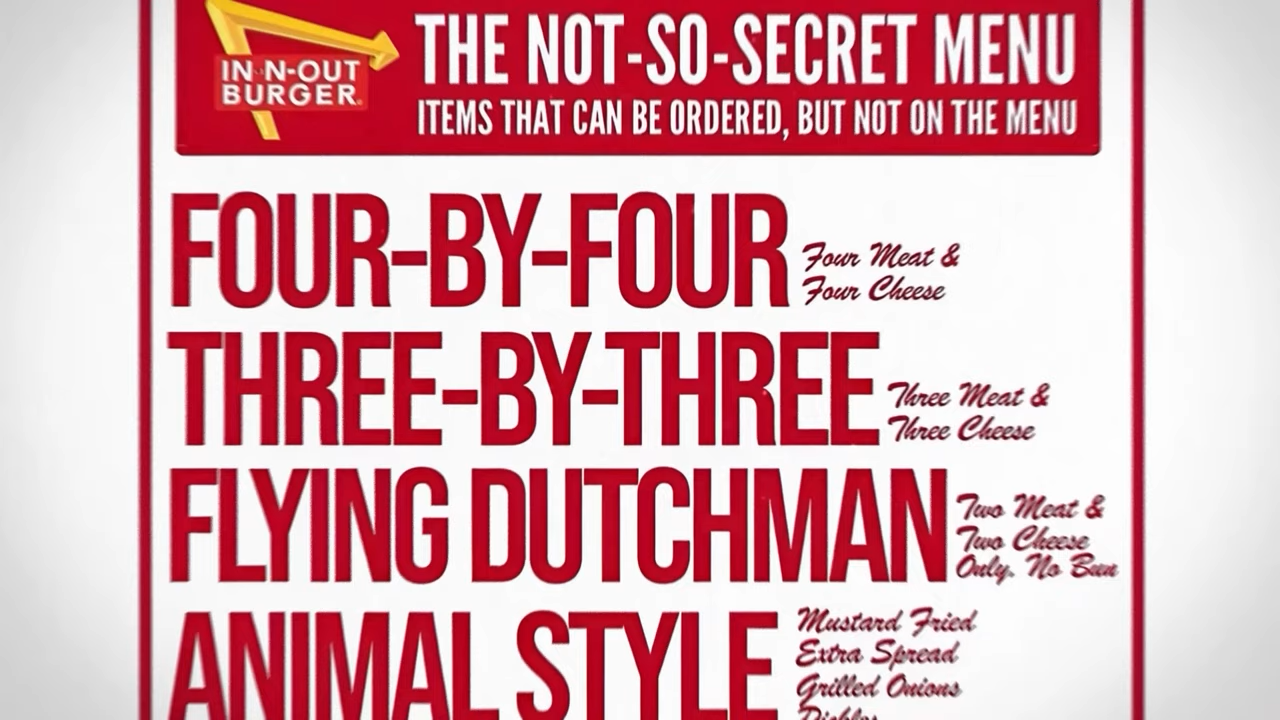 IN-N-OUT
BURGER
THE NOT-SO-SECRET MENU
ITEMS THAT CAN BE ORDERED, BUT NOT ON THE MENU
FOUR-BY-FOUR
Four Meat &
Four Cheese
THREE-BY-THREE
Three Meat &
Three Cheese
FLYING DUTCHMAN
Two Meat &
Two Cheese
Only. No Bun
ANIMAL STYLE
Mustard Fried
Extra Spread
Grilled Onions